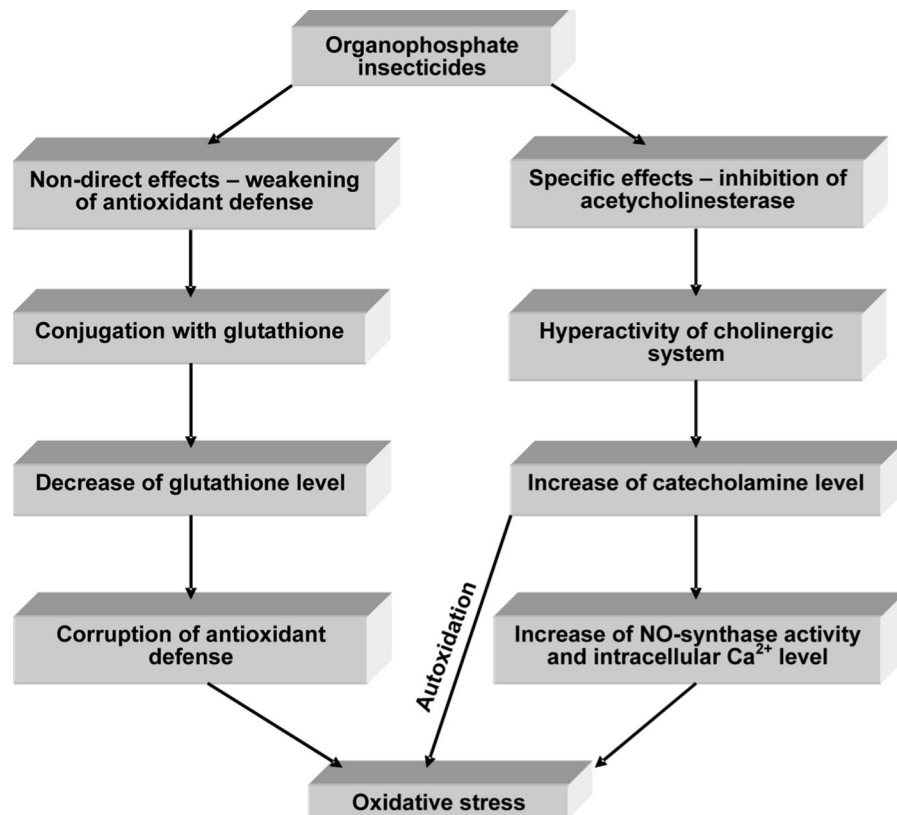 Organophosphate
insecticides
Non-direct effects – weakening
of antioxidant defense
Specific effects – inhibition of
acetycholinesterase
Conjugation with glutathione
Hyperactivity of cholinergic
system
Decrease of glutathione level
Increase of catecholamine level
Autoxidation
Corruption of antioxidant
defense
Increase of NO-synthase activity
and intracellular Ca²⁺ level
Oxidative stress